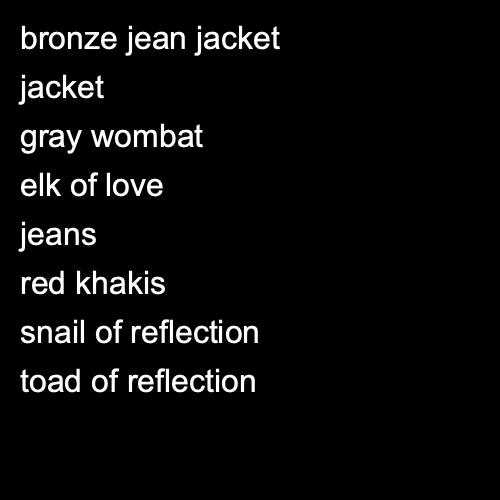 bronze jean jacket
jacket
gray wombat
elk of love
jeans
red khakis
snail of reflection
toad of reflection